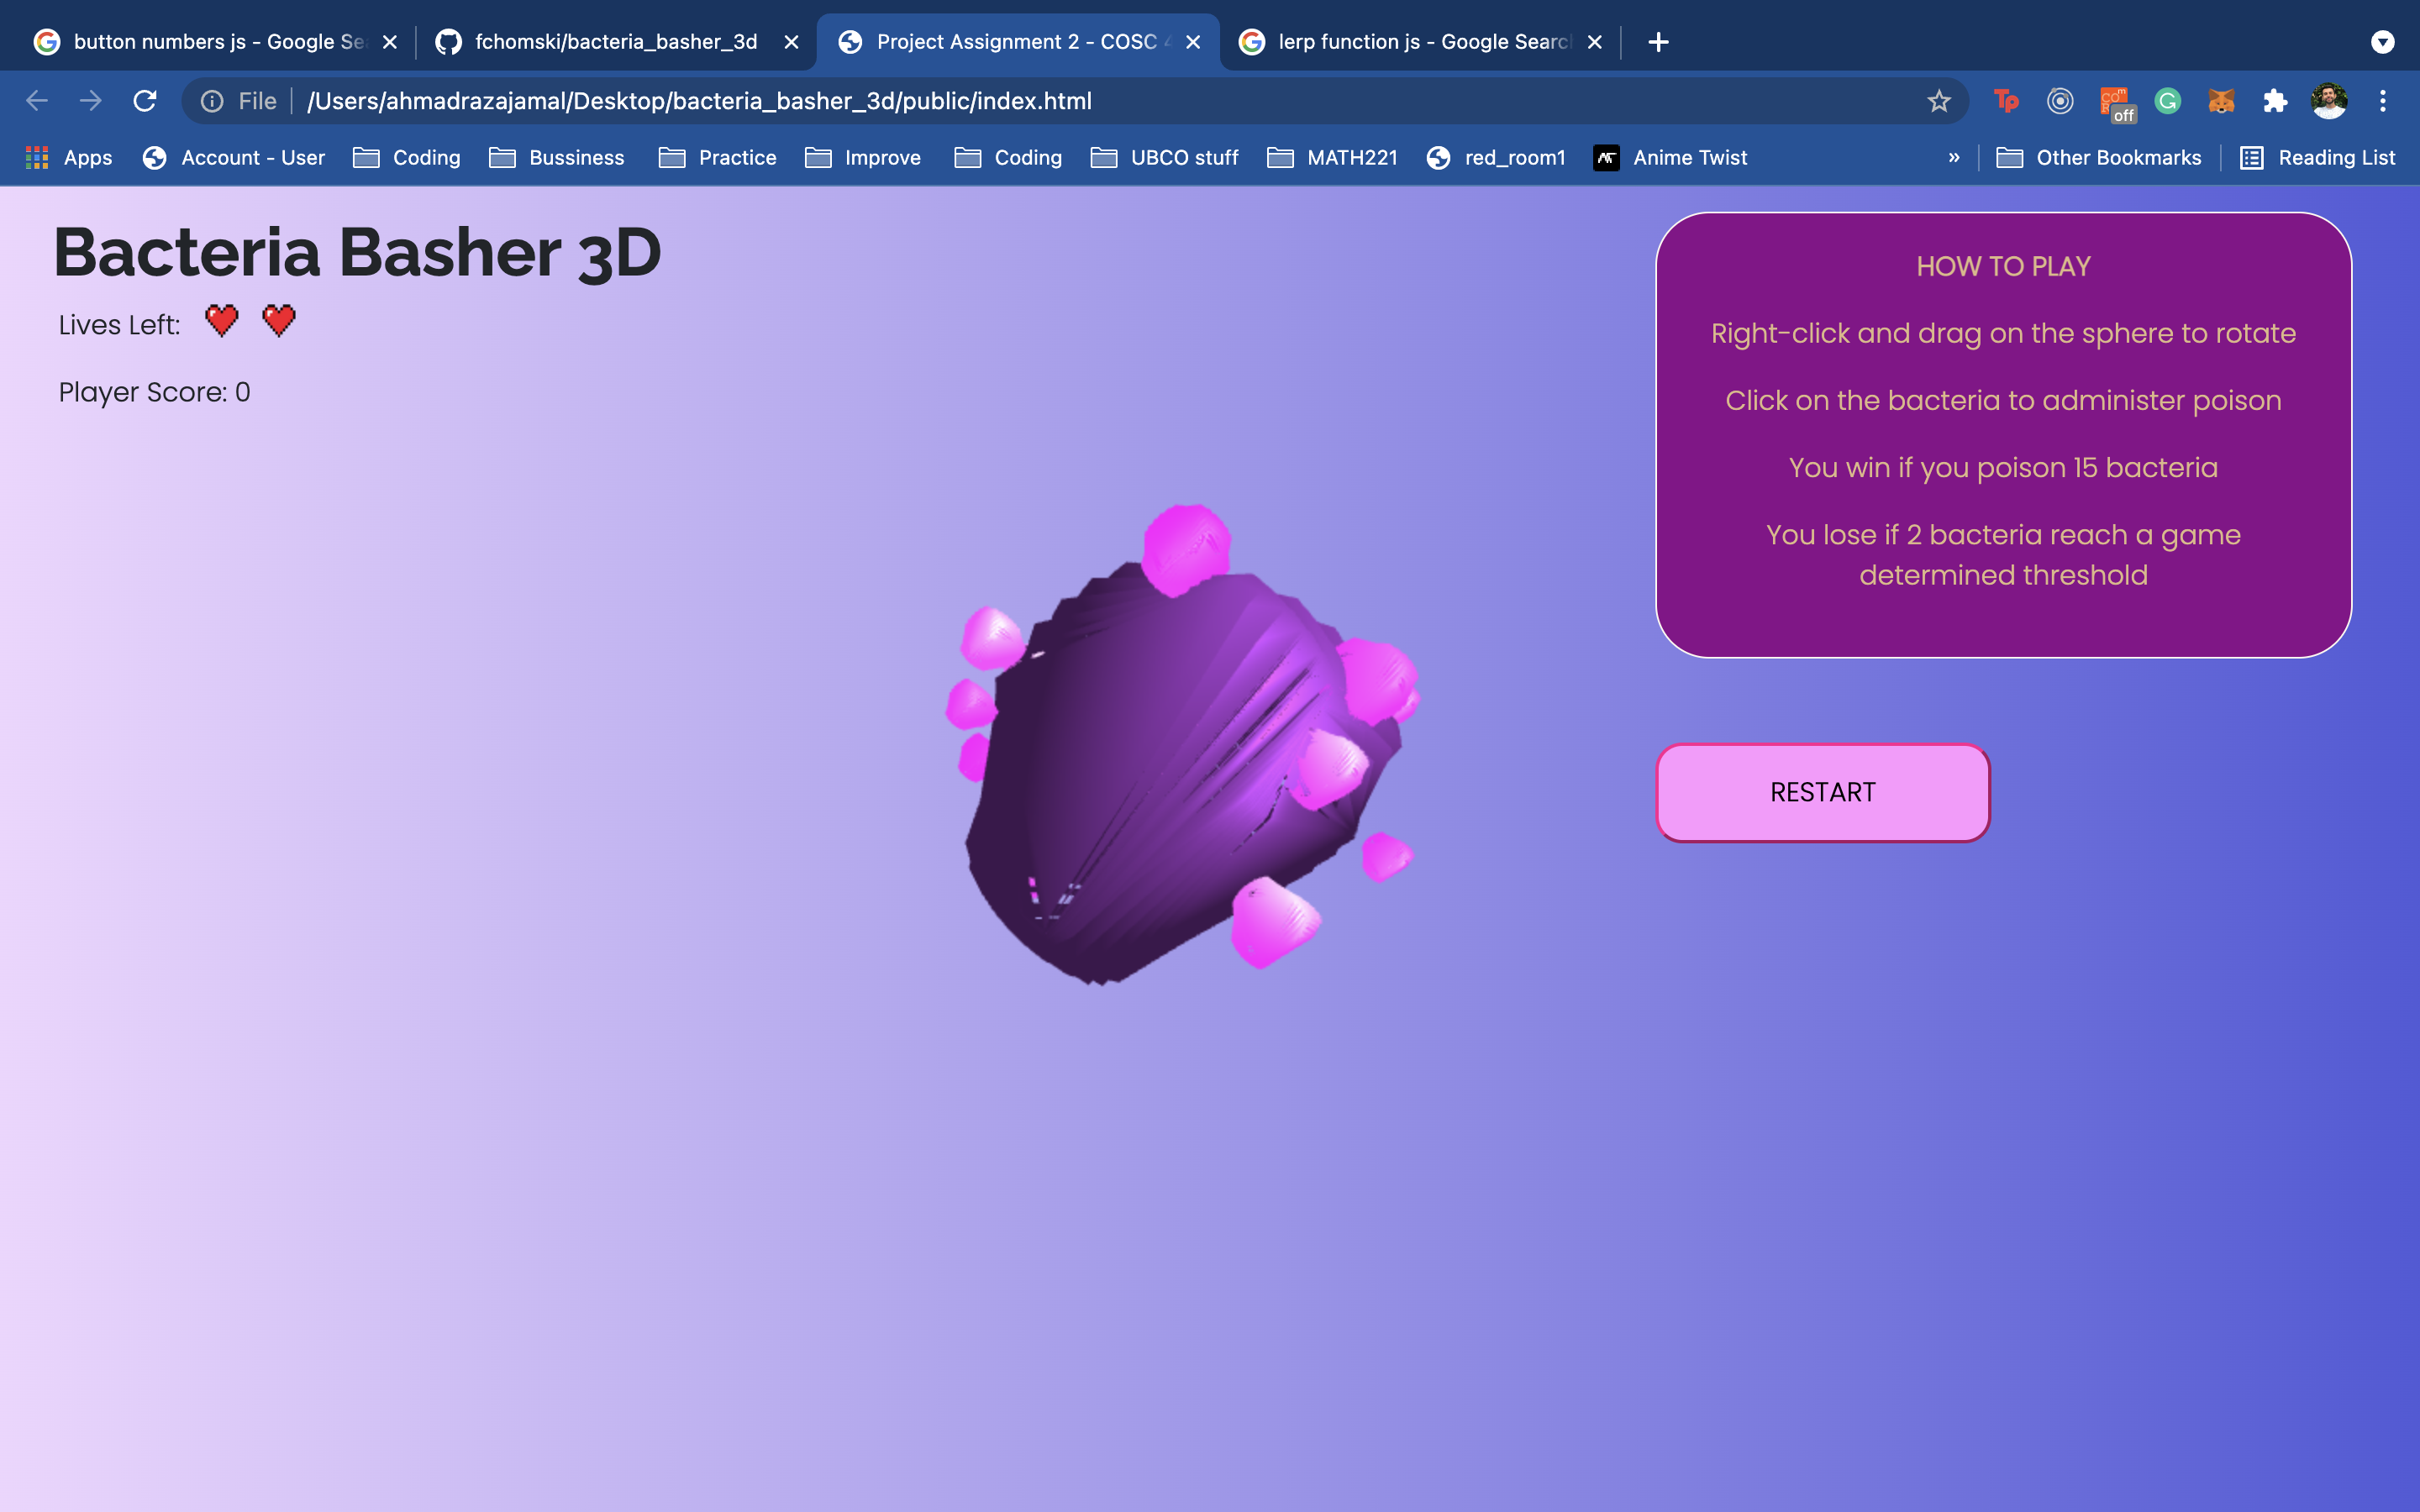 button numbers js - Google Se
fchomski/bacteria_basher_3d
Project Assignment 2 - COSC 4
lerp function js - Google Search
File
/Users/ahmadrazajamal/Desktop/bacteria_basher_3d/public/index.html
Tp
off
Apps
Account - User
Coding
Bussiness
Practice
Improve
Coding
UBCO stuff
MATH221
red_room1
Anime Twist
»
Other Bookmarks
Reading List
Bacteria Basher 3D
Lives Left:
Player Score: 0
HOW TO PLAY
Right-click and drag on the sphere to rotate
Click on the bacteria to administer poison
You win if you poison 15 bacteria
You lose if 2 bacteria reach a game
determined threshold
RESTART